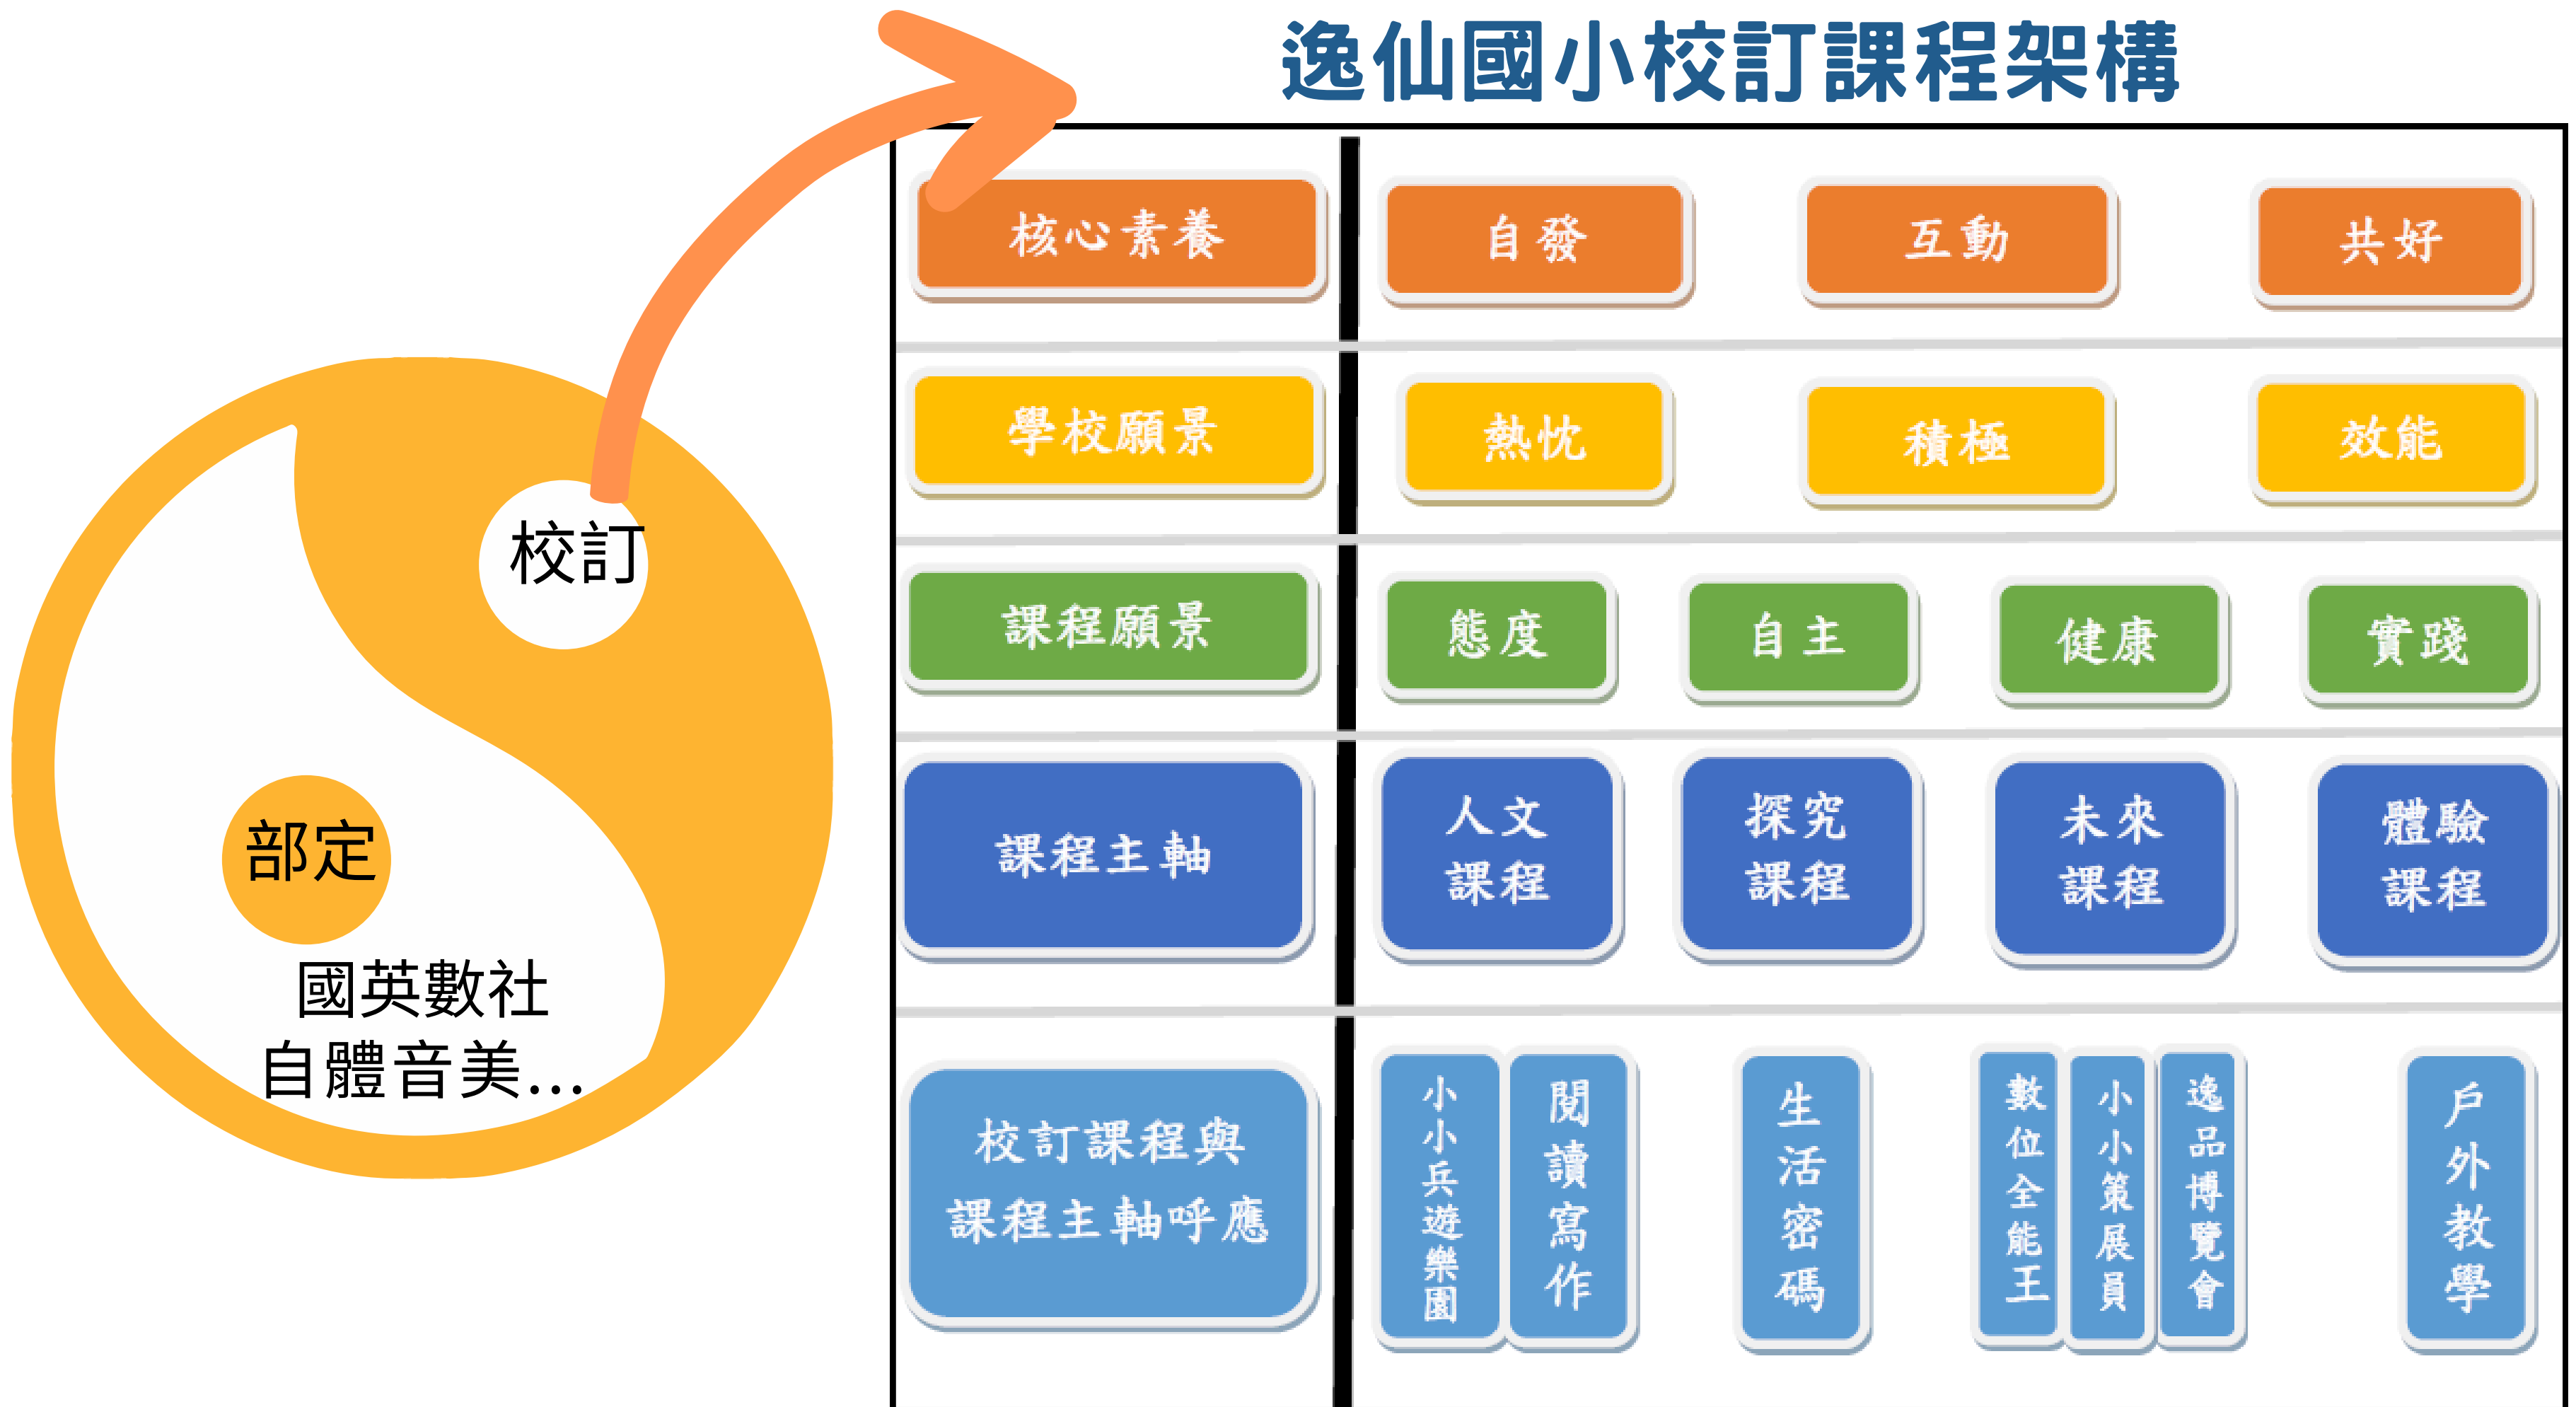 逸仙國小校訂課程架構
校訂
部定
國英數社
自體音美...
核心素養
自發
互動
共好
學校願景
熱忱
積極
效能
課程願景
態度
自主
健康
實踐
課程主軸
人文
課程
探究
課程
未來
課程
體驗
課程
校訂課程與
課程主軸呼應
小小兵遊樂園
閱讀寫作
生活密碼
數位全能王
小小策展員
逸品博覽會
戶外教學